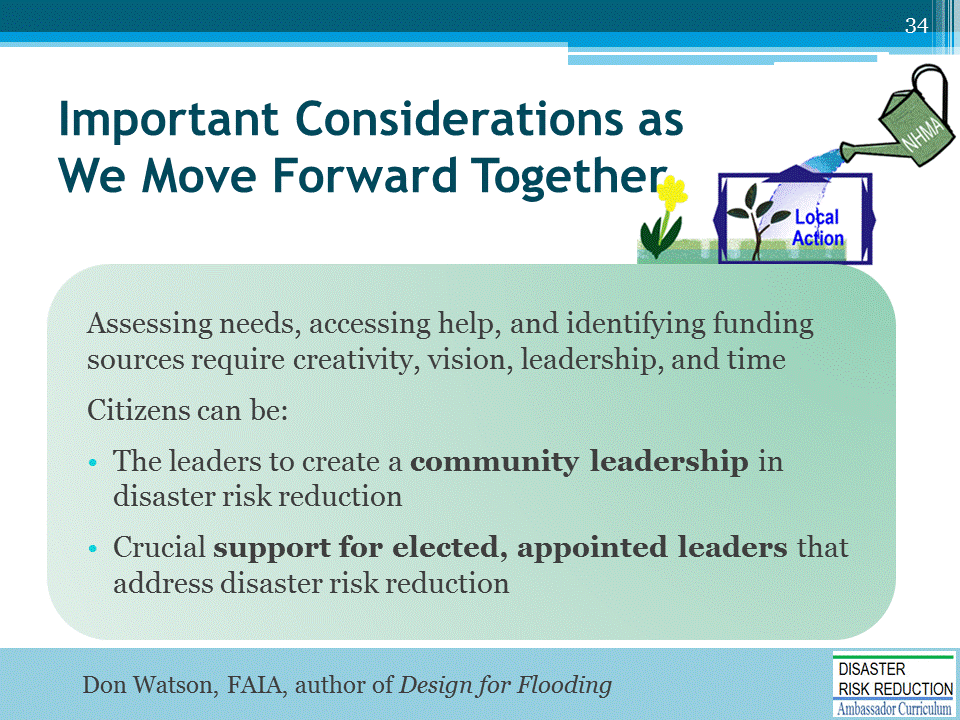 34
Important Considerations as
We Move Forward Together
NHMA
Local
Action
Assessing needs, accessing help, and identifying funding
sources require creativity, vision, leadership, and time
Citizens can be:
• The leaders to create a community leadership in
disaster risk reduction
• Crucial support for elected, appointed leaders that
address disaster risk reduction
Don Watson, FAIA, author of Design for Flooding
DISASTER
RISK REDUCTION
Ambassador Curriculum